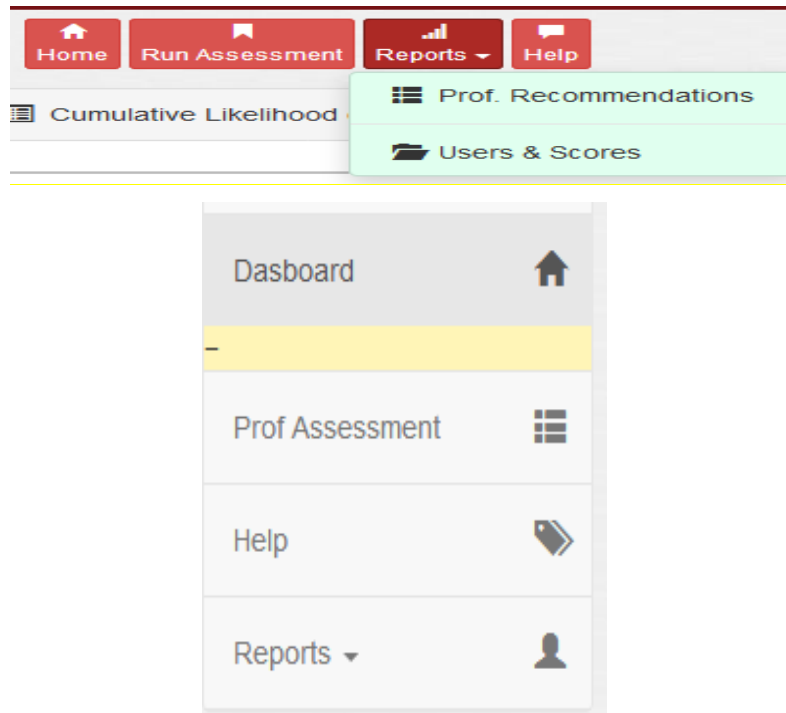 Home Run Assessment Reports Help
Prof. Recommendations
Cumulative Likelihood
Users & Scores
Dasboard
–
Prof Assessment
Help
Reports